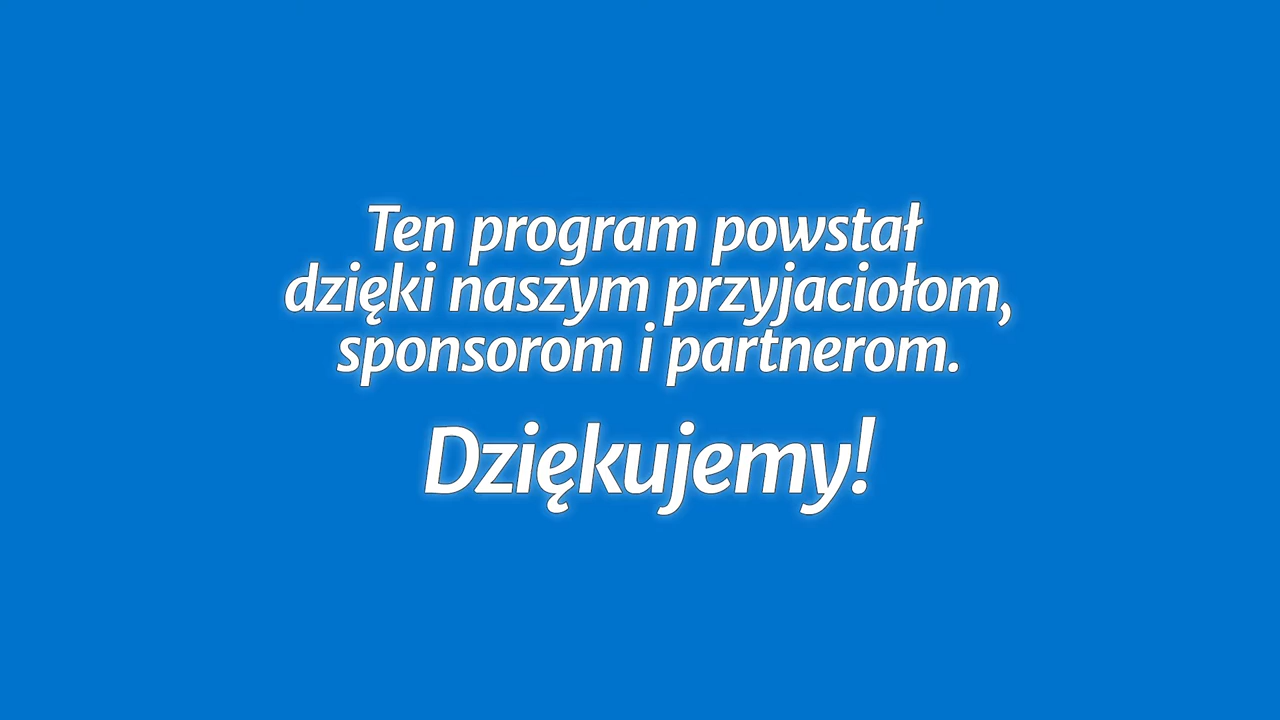 Ten program powstał
dzięki naszym przyjaciołom,
sponsorom i partnerom.
Dziękujemy!